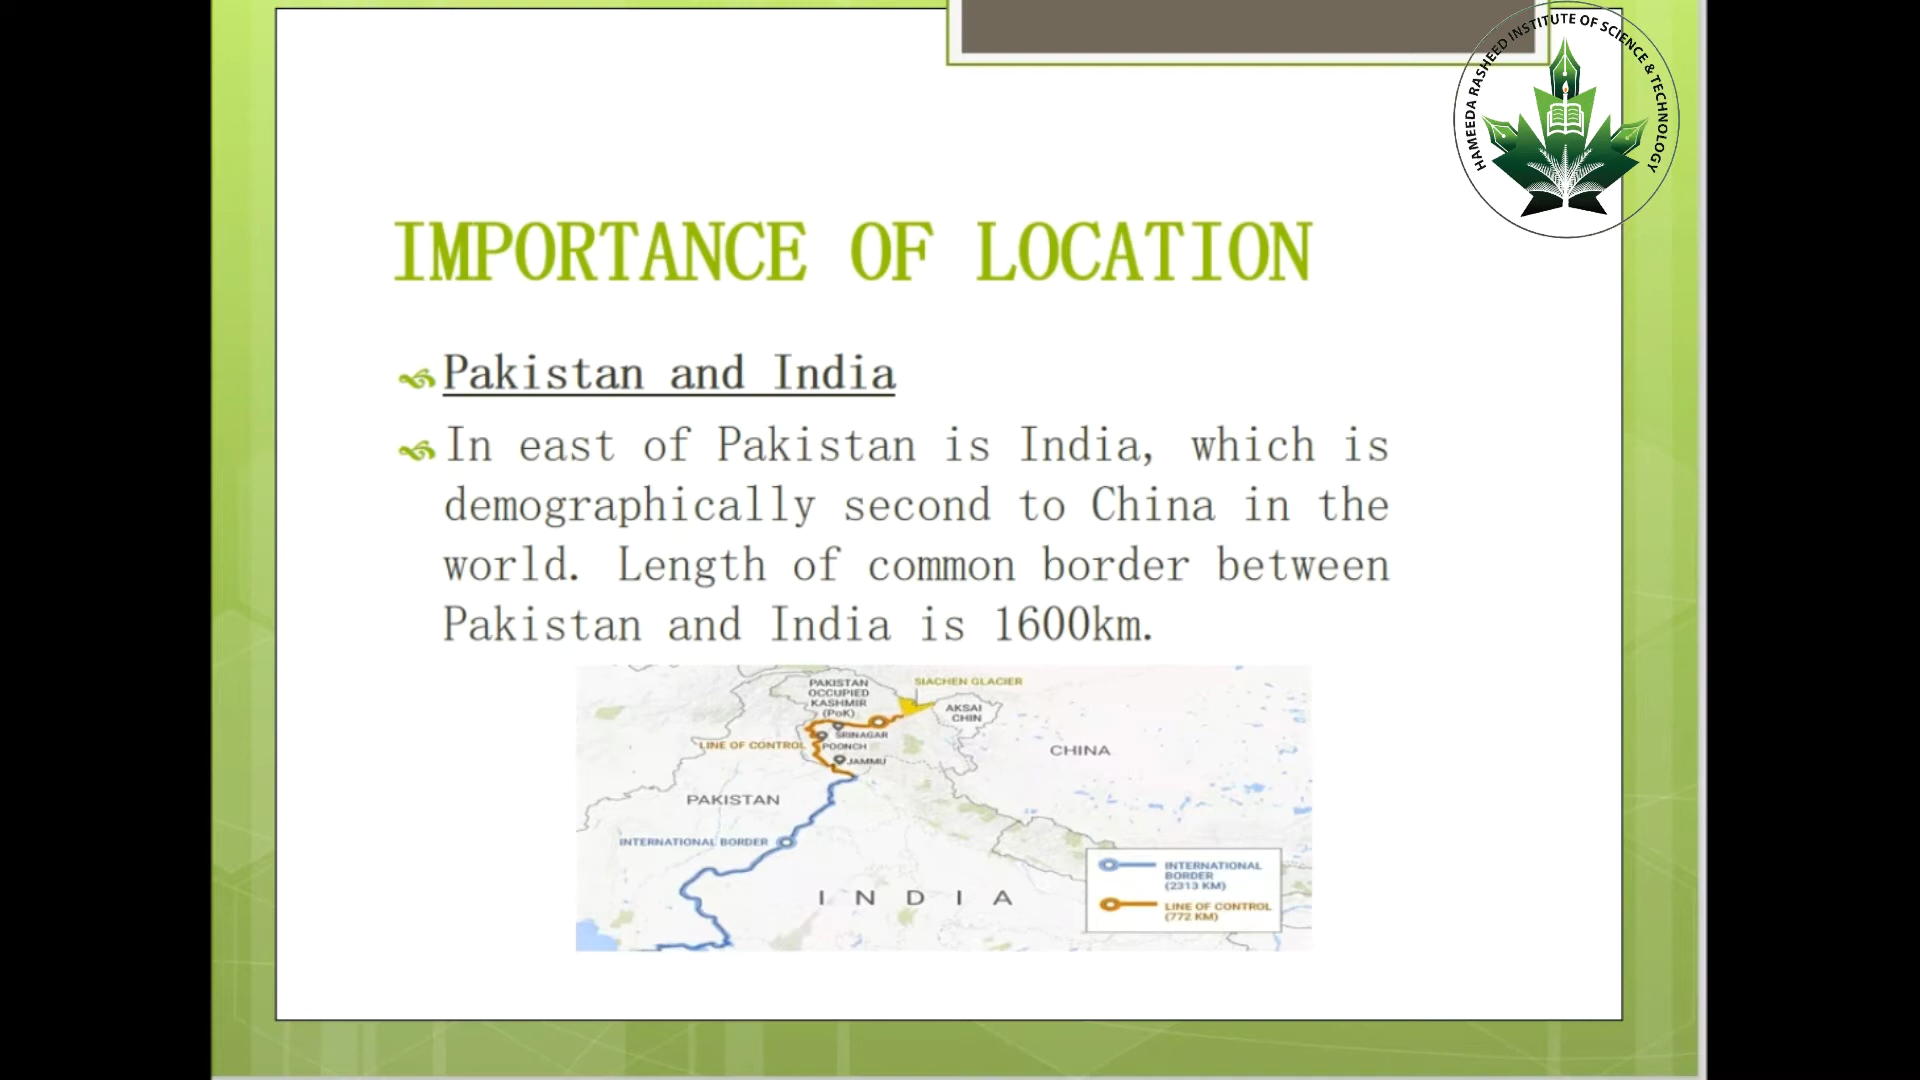 HAMEEDA RASHEED INSTITUTE OF SCIENCE & TECHNOLOGY
IMPORTANCE OF LOCATION
Pakistan and India
In east of Pakistan is India, which is
demographically second to China in the
world. Length of common border between
Pakistan and India is 1600km.
PAKISTAN
OCCUPIED
KASHMIR
(PoK)
SIACHEN GLACIER
AKSAI
CHIN
SRINAGAR
LINE OF CONTROL
POONCH
JAMMU
CHINA
PAKISTAN
INTERNATIONAL BORDER
INDIA
INTERNATIONAL
BORDER
(2313 KM)
LINE OF CONTROL
(772 KM)